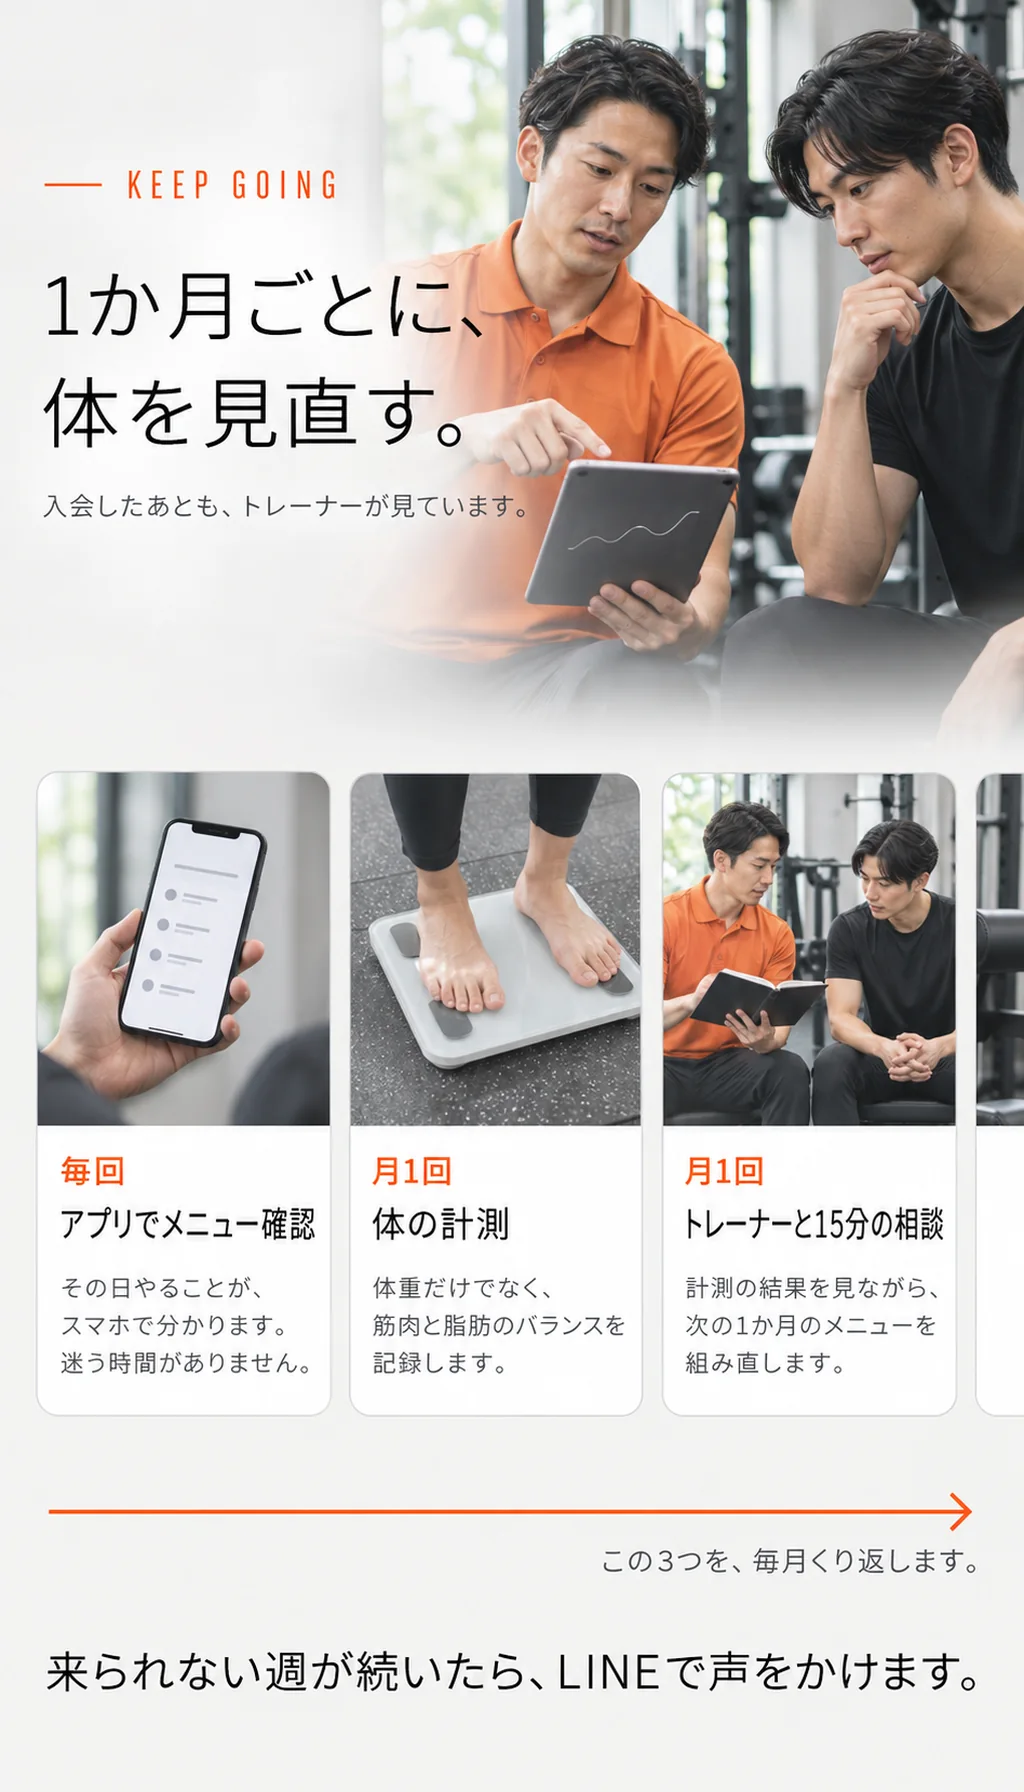 KEEP GOING
1か月ごとに、
体を見直す。
入会したあとも、トレーナーが見ています。
毎回
アプリでメニュー確認
その日やることが、
スマホで分かります。
迷う時間がありません。
月1回
体の計測
体重だけでなく、
筋肉と脂肪のバランスを
記録します。
月1回
トレーナーと15分の相談
計測の結果を見ながら、
次の1か月のメニューを
組み直します。
この3つを、毎月くり返します。
来られない週が続いたら、LINEで声をかけます。